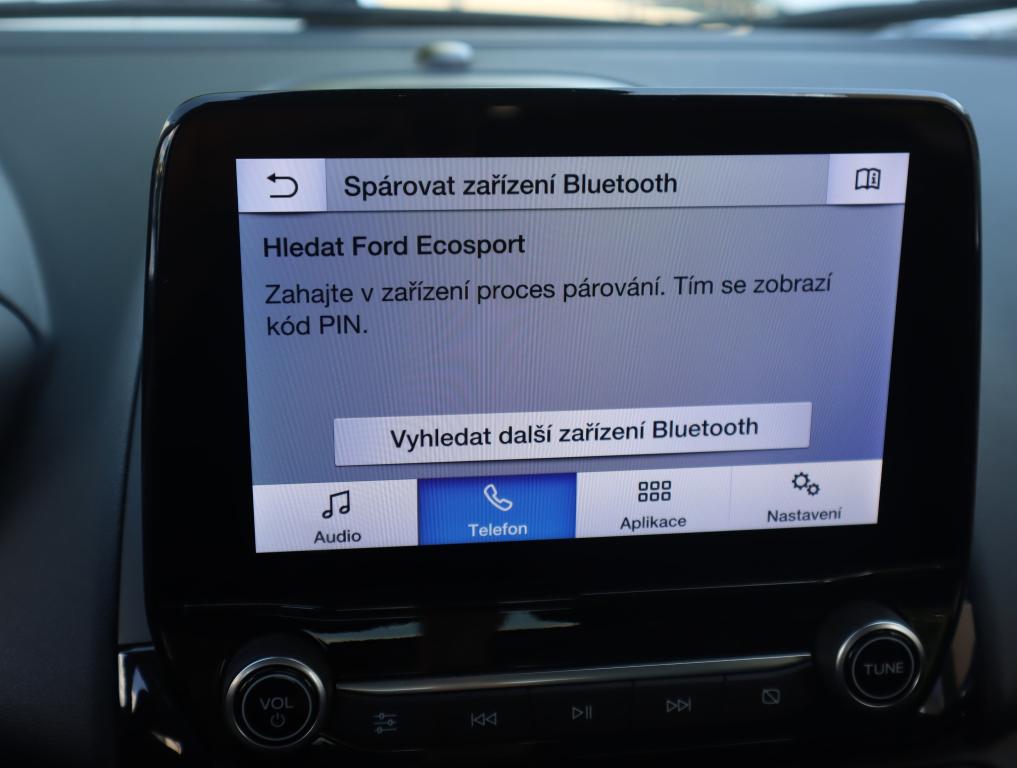 Spárovat zařízení Bluetooth
Hledat Ford Ecosport
Zahajte v zařízení proces párování. Tím se zobrazí
kód PIN.
Vyhledat další zařízení Bluetooth
Audio
Telefon
Aplikace
Nastavení
VOL
TUNE